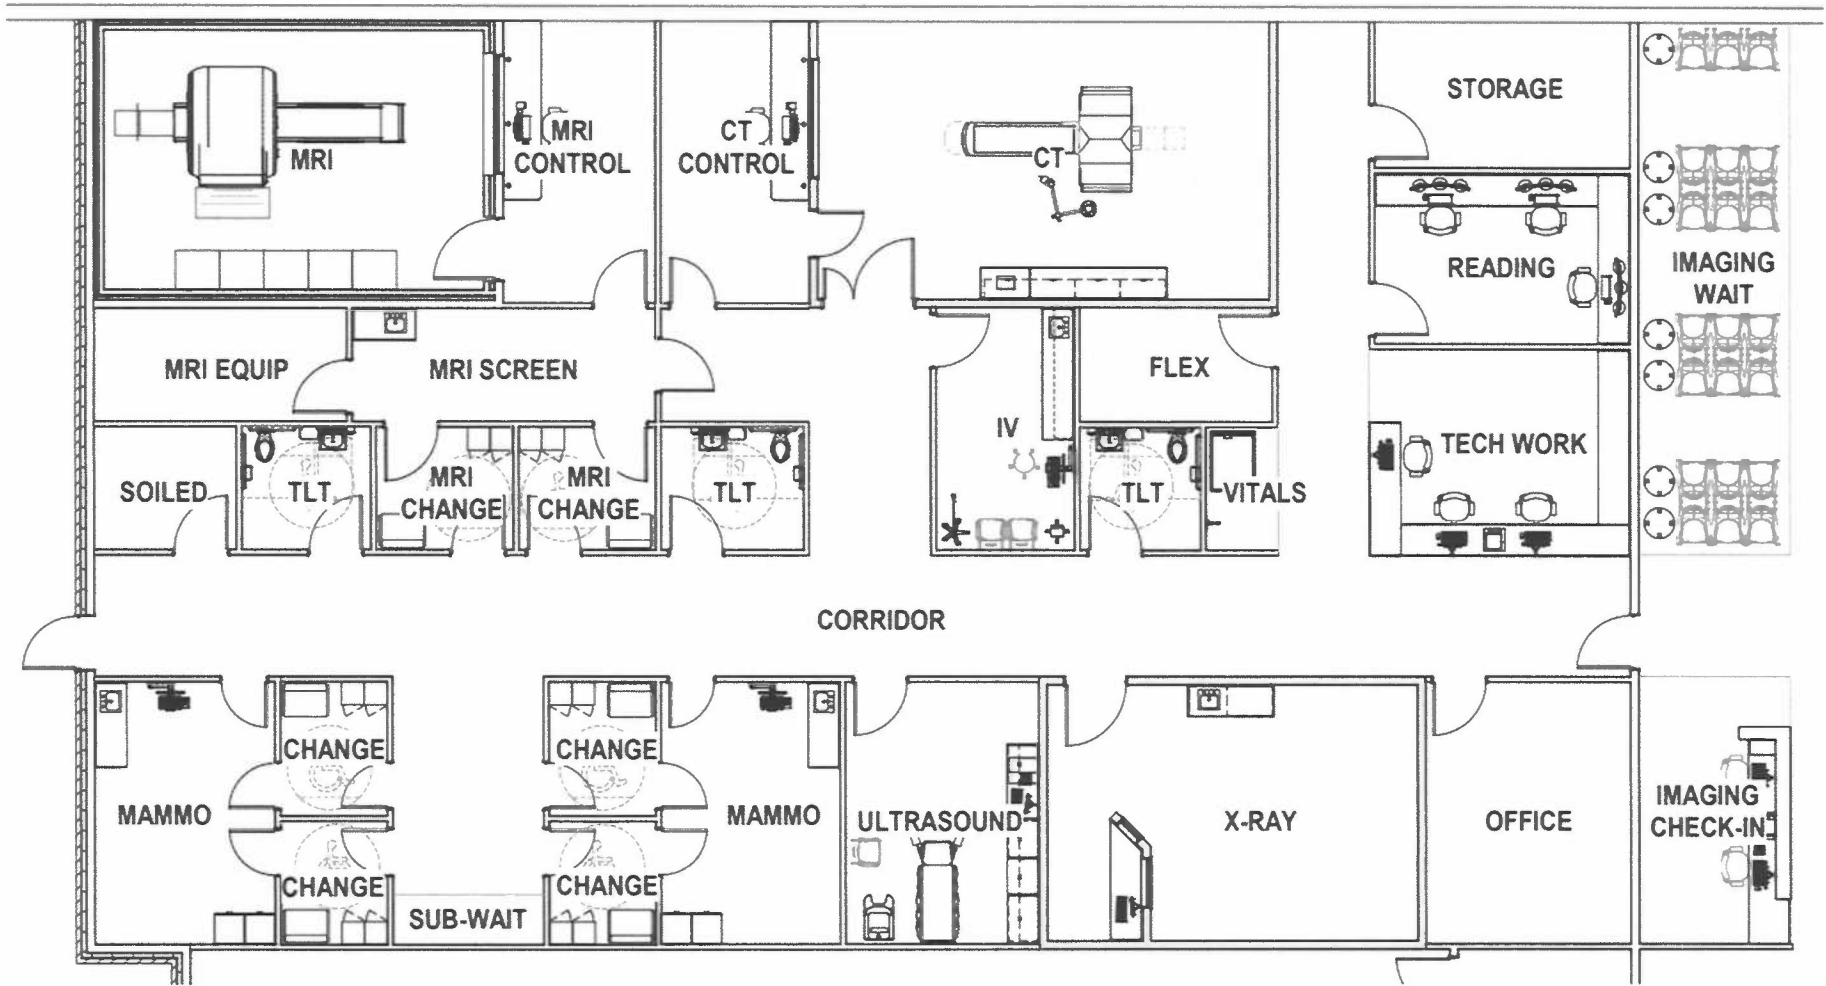 STORAGE
MRI
CONTROL
CT
CONTROL
MRI
CT
READING
IMAGING
WAIT
MRI EQUIP
MRI SCREEN
FLEX
IV
TECH WORK
SOILED
TLT
MRI
CHANGE
MRI
CHANGE
TLT
TLT
VITALS
CORRIDOR
CHANGE
CHANGE
MAMMO
MAMMO
ULTRASOUND
X-RAY
OFFICE
IMAGING
CHECK-IN
CHANGE
CHANGE
SUB-WAIT